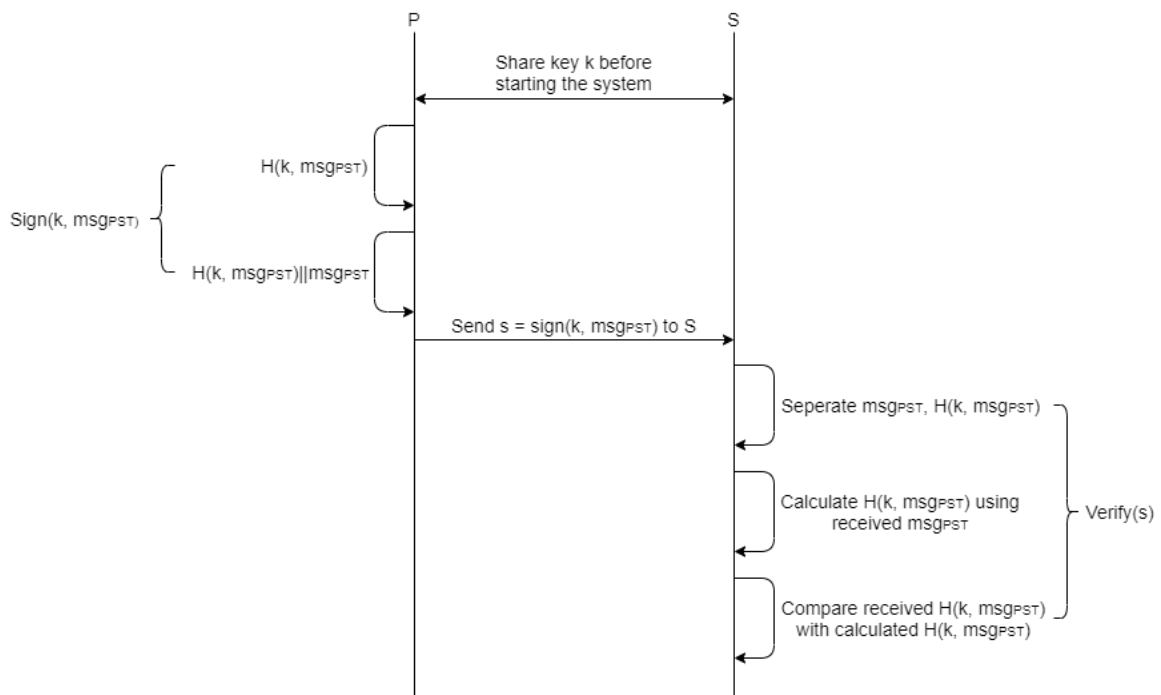 P
S
Share key k before
starting the system
H(k, msgPST)
Sign(k, msgPST)
H(k, msgPST)||msgPST
Send s = sign(k, msgPST) to S
Seperate msgPST, H(k, msgPST)
Calculate H(k, msgPST) using
received msgPST
Verify(s)
Compare received H(k, msgPST)
with calculated H(k, msgPST)